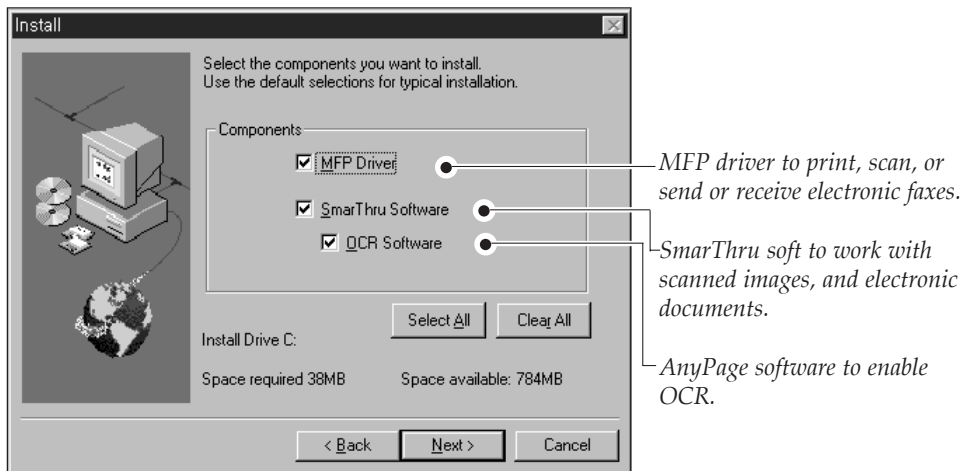 Install
Select the components you want to install.
Use the default selections for typical installation.
Components
MFP Driver
SmarThru Software
OCR Software
Select All
Clear All
Install Drive C:
Space required 38MB
Space available: 784MB
< Back
Next >
Cancel
MFP driver to print, scan, or
send or receive electronic faxes.
SmarThru soft to work with
scanned images, and electronic
documents.
AnyPage software to enable
OCR.